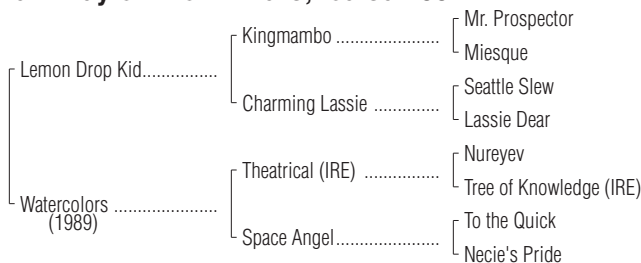 Mr. Prospector
Kingmambo ....................
Miesque
Lemon Drop Kid...............
Seattle Slew
Charming Lassie .............
Lassie Dear
Nureyev
Theatrical (IRE) ...............
Tree of Knowledge (IRE)
Watercolors .....................
(1989)
To the Quick
Space Angel.....................
Necie's Pride